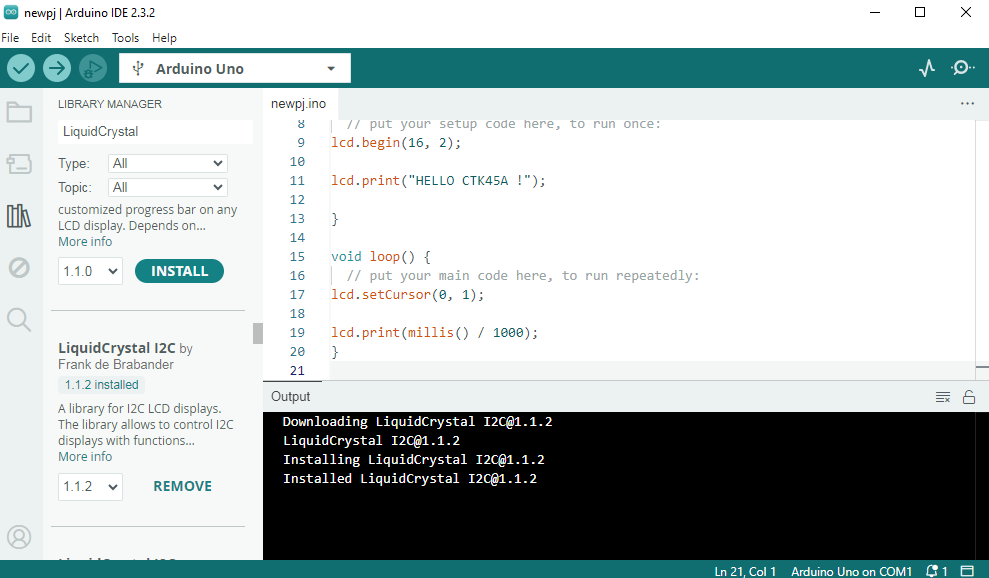 newpj | Arduino IDE 2.3.2
File Edit Sketch Tools Help
Arduino Uno
LIBRARY MANAGER
LiquidCrystal
Type: All
Topic: All
customized progress bar on any
LCD display. Depends on...
More info
1.1.0 INSTALL
LiquidCrystal I2C by
Frank de Brabander
1.1.2 installed
A library for I2C LCD displays.
The library allows to control I2C
displays with functions...
More info
1.1.2 REMOVE
newpj.ino
8 // put your setup code here, to run once:
9 lcd.begin(16, 2);
10
11 lcd.print("HELLO CTK45A !");
12
13 }
14
15 void loop() {
16 // put your main code here, to run repeatedly:
17 lcd.setCursor(0, 1);
18
19 lcd.print(millis() / 1000);
20 }
21
Output
Downloading LiquidCrystal I2C@1.1.2
LiquidCrystal I2C@1.1.2
Installing LiquidCrystal I2C@1.1.2
Installed LiquidCrystal I2C@1.1.2
Ln 21, Col 1 Arduino Uno on COM1 1